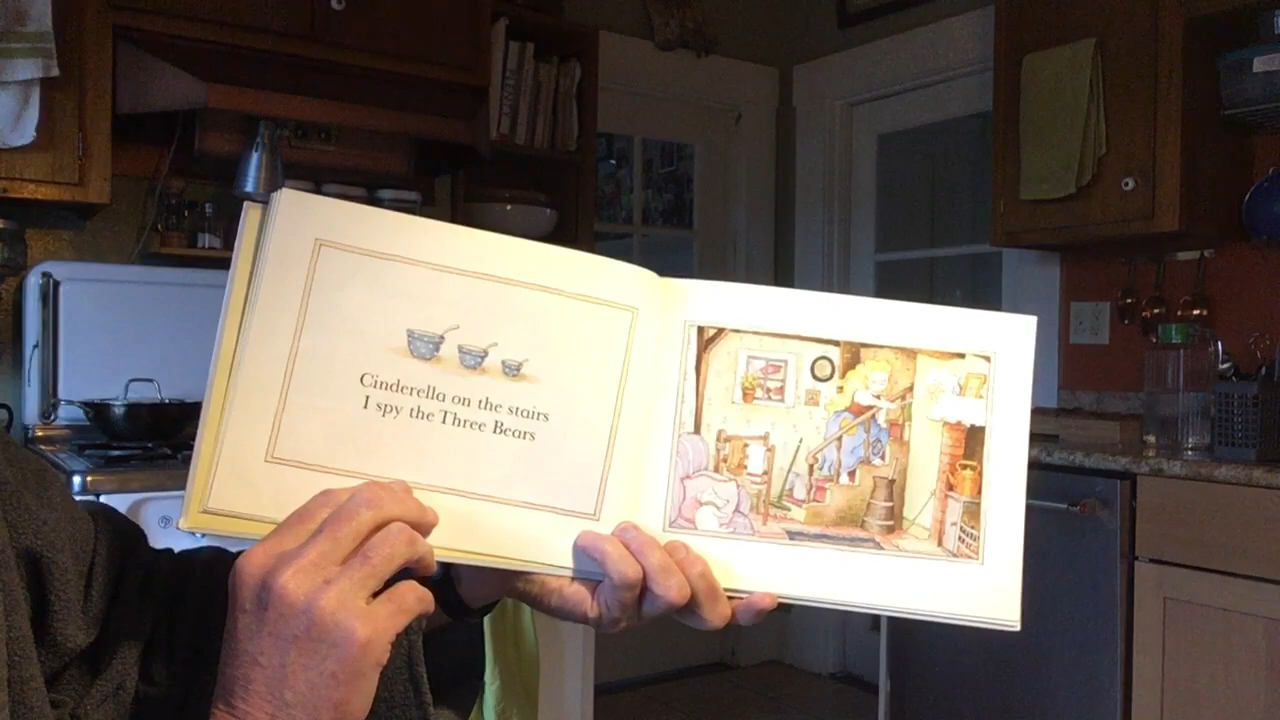 Cinderella on the stairs
I spy the Three Bears